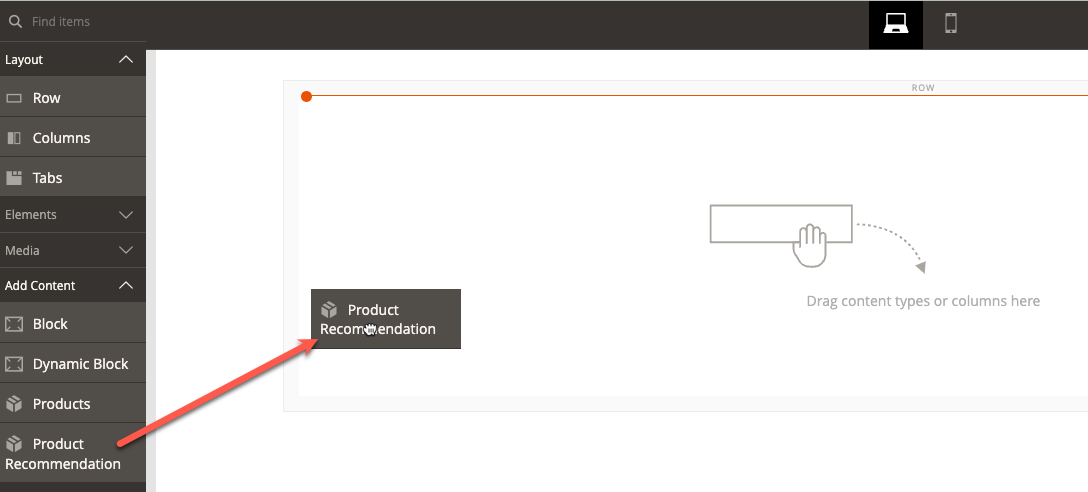 Find items
Layout
Row
Columns
Tabs
Elements
Media
Add Content
Block
Dynamic Block
Products
Product
Recommendation
ROW
Drag content types or columns here
Product
Recommendation